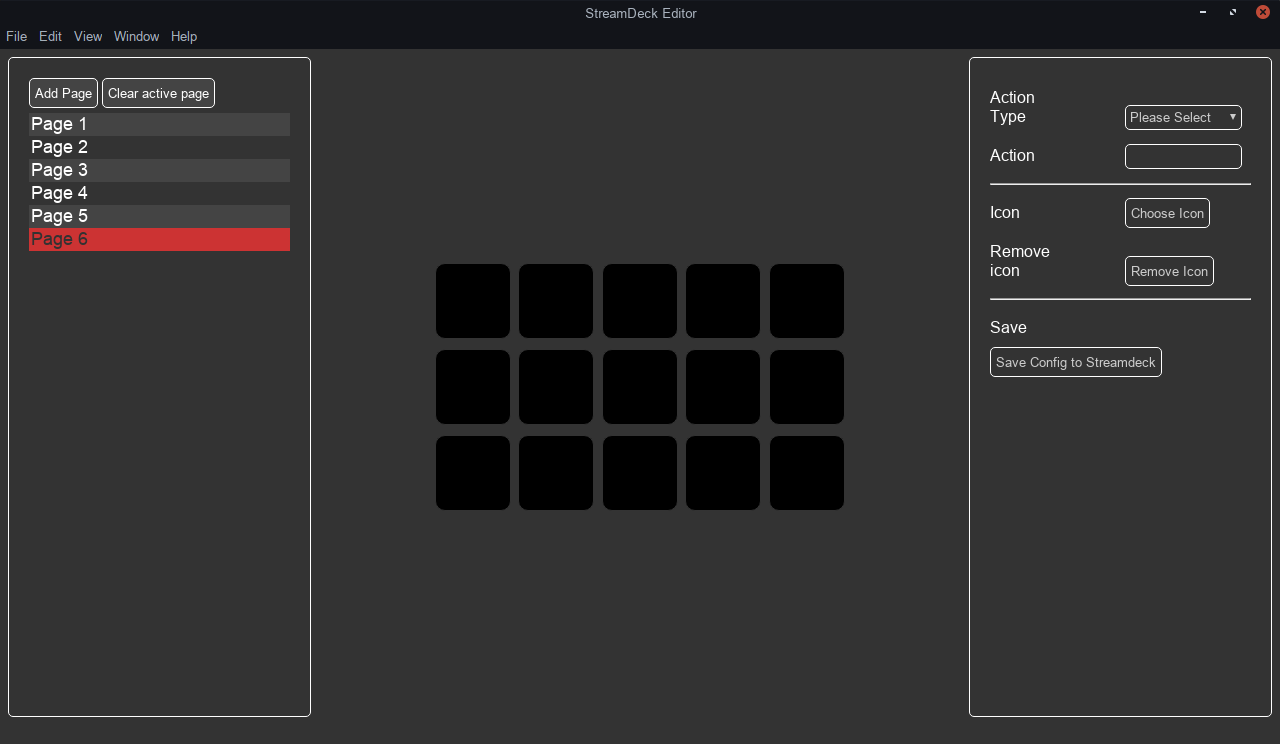 StreamDeck Editor
File Edit View Window Help
Add Page Clear active page
Page 1
Page 2
Page 3
Page 4
Page 5
Page 6
Action
Type Please Select
Action
Icon Choose Icon
Remove
icon Remove Icon
Save
Save Config to Streamdeck